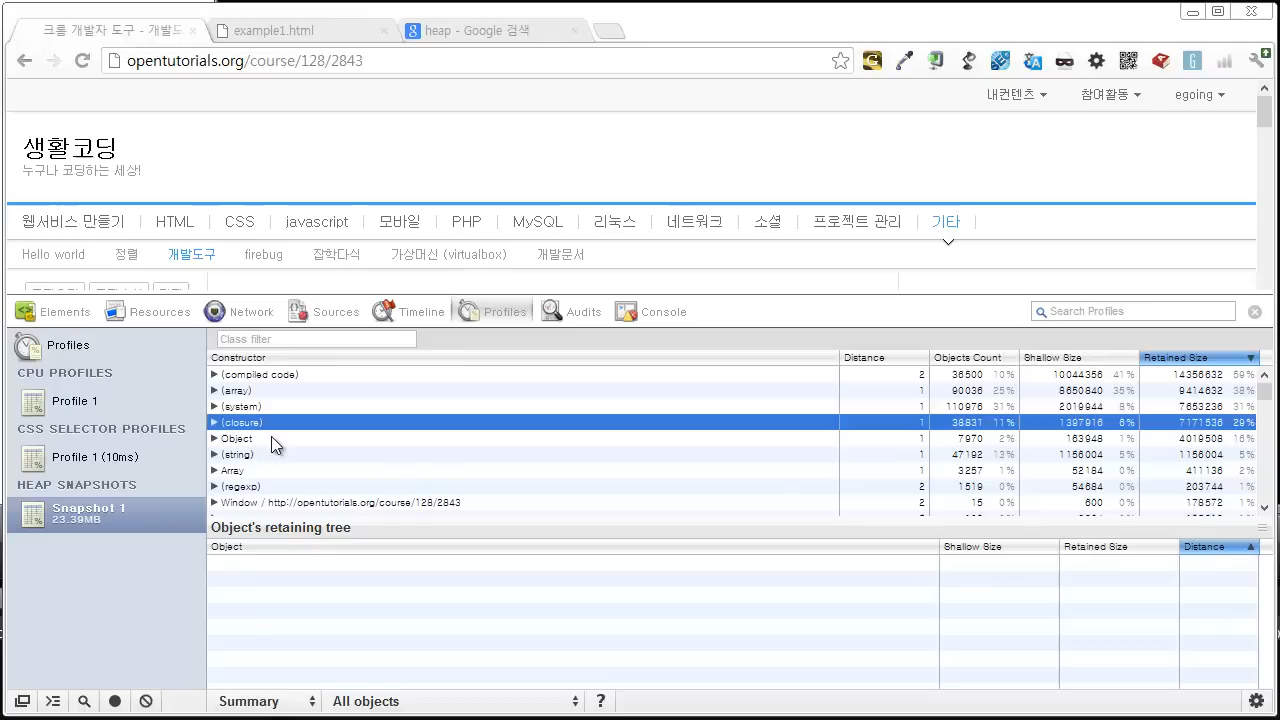 크롬 개발자 도구 - 개발도
example1.html
heap - Google 검색
opentutorials.org/course/128/2843
내컨텐츠 참여활동 egoing
생활코딩
누구나 코딩하는 세상!
웹서비스 만들기 HTML CSS javascript 모바일 PHP MySQL 리눅스 네트워크 소셜 프로젝트 관리 기타
Hello world 정렬 개발도구 firebug 잡학다식 가상머신 (virtualbox) 개발문서
Elements Resources Network Sources Timeline Profiles Audits Console Search Profiles
Profiles
CPU PROFILES
Profile 1
CSS SELECTOR PROFILES
Profile 1 (10ms)
HEAP SNAPSHOTS
Snapshot 1
23.39MB
Class filter
Constructor Distance Objects Count Shallow Size Retained Size
(compiled code) 2 36500 10% 10044356 41% 14356632 59%
(array) 1 90036 25% 8650840 35% 9414632 38%
(system) 1 110976 31% 2019944 8% 7653236 31%
(closure) 1 38831 11% 1397916 6% 7171536 29%
Object 1 7970 2% 163948 1% 4019508 16%
(string) 1 47192 13% 1156004 5% 1156004 5%
Array 1 3257 1% 52184 0% 411136 2%
(regexp) 2 1519 0% 54684 0% 203744 1%
Window / http://opentutorials.org/course/128/2843 2 15 0% 600 0% 178572 1%
Object's retaining tree
Object Shallow Size Retained Size Distance
Summary All objects ?